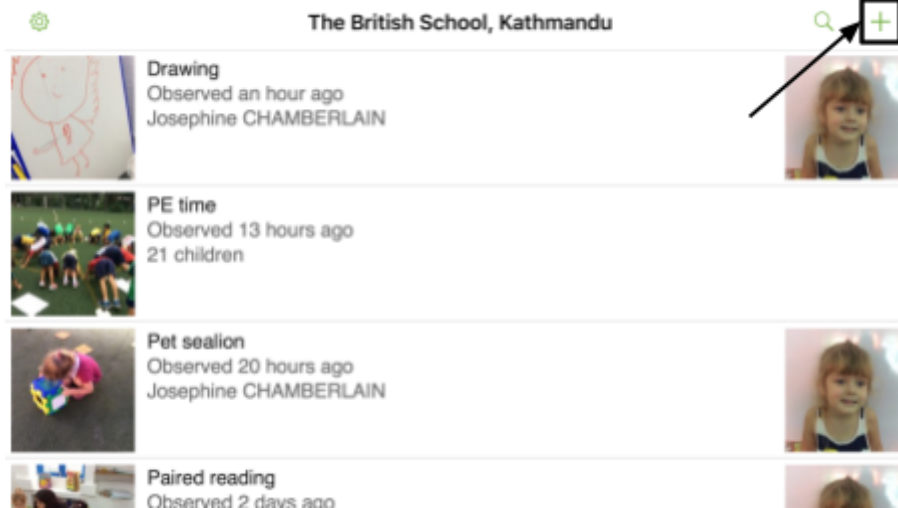 The British School, Kathmandu
Drawing
Observed an hour ago
Josephine CHAMBERLAIN
PE time
Observed 13 hours ago
21 children
Pet sealion
Observed 20 hours ago
Josephine CHAMBERLAIN
Paired reading
Observed 2 days ago